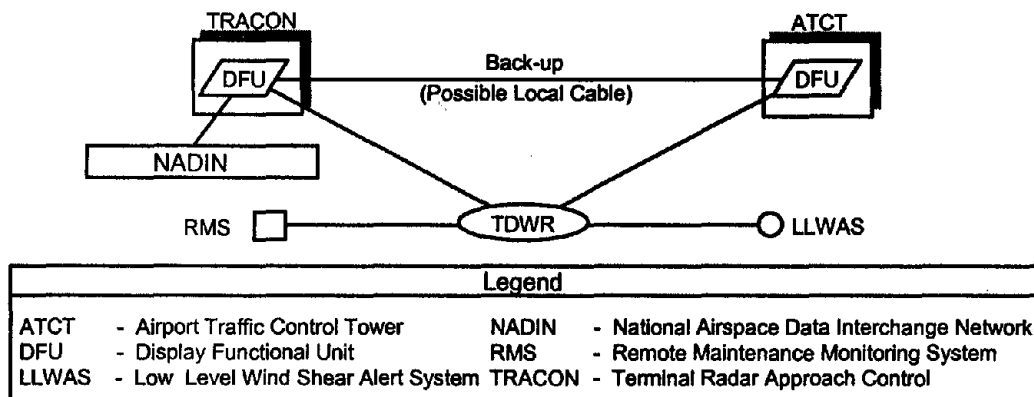 TRACON
ATCT
DFU
Back-up
DFU
(Possible Local Cable)
NADIN
RMS
TDWR
LLWAS
Legend
ATCT - Airport Traffic Control Tower NADIN - National Airspace Data Interchange Network
DFU - Display Functional Unit RMS - Remote Maintenance Monitoring System
LLWAS - Low Level Wind Shear Alert System TRACON - Terminal Radar Approach Control